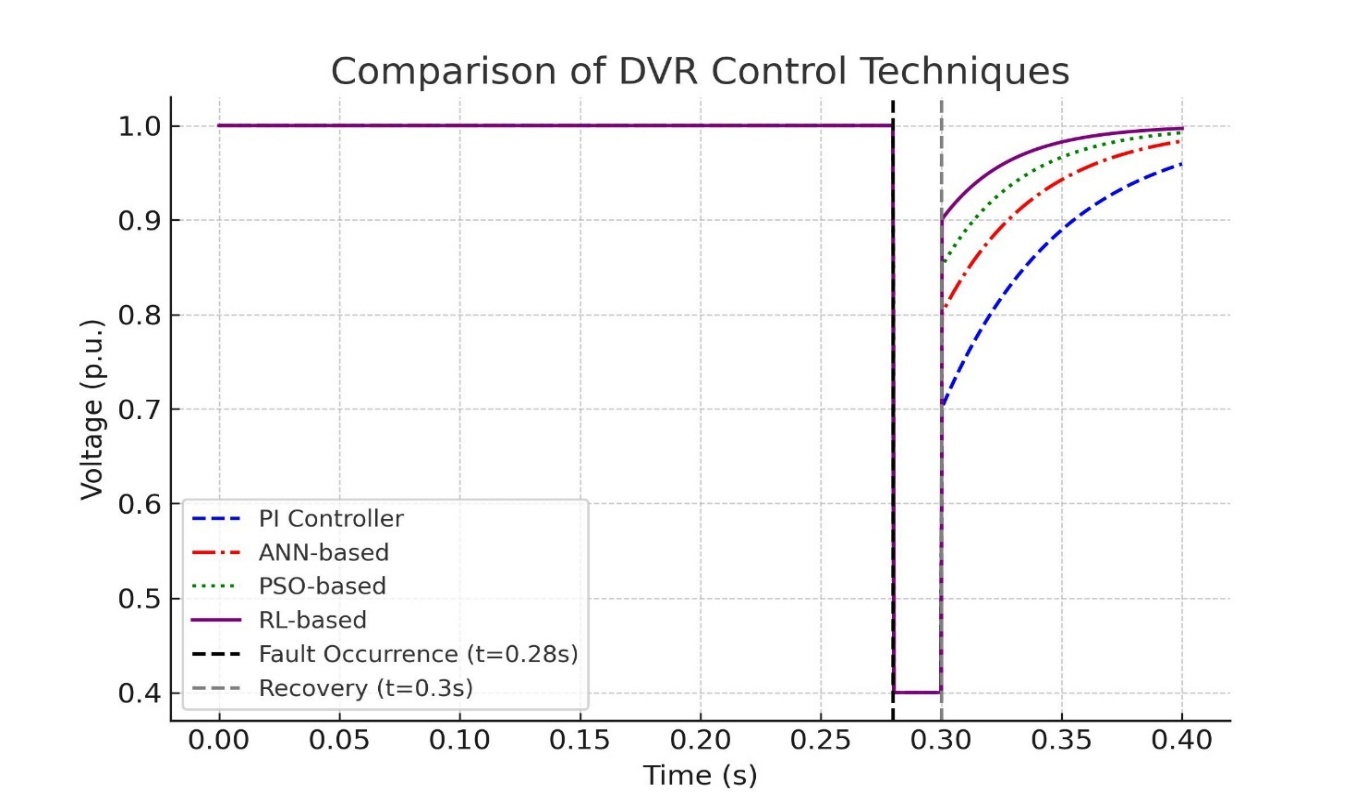 Comparison of DVR Control Techniques
1.0
0.9
0.8
0.7
0.6
0.5
0.4
Voltage (p.u.)
PI Controller
ANN-based
PSO-based
RL-based
Fault Occurrence (t=0.28s)
Recovery (t=0.3s)
0.00 0.05 0.10 0.15 0.20 0.25 0.30 0.35 0.40
Time (s)